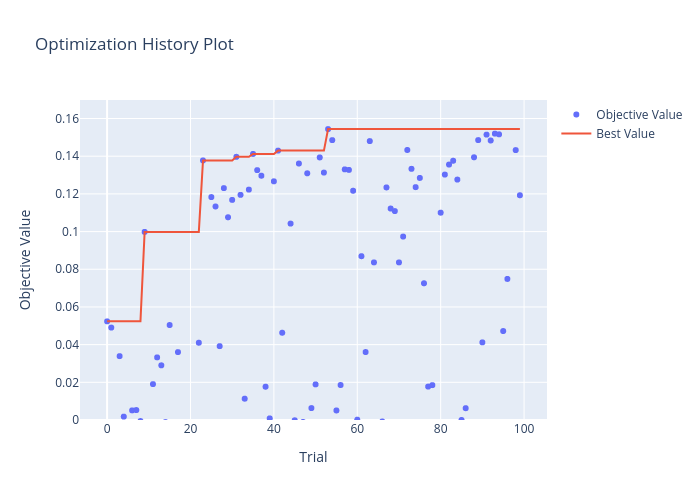 Optimization History Plot
Objective Value
Best Value
0.16
0.14
0.12
0.1
0.08
0.06
0.04
0.02
0
0 20 40 60 80 100
Objective Value
Trial